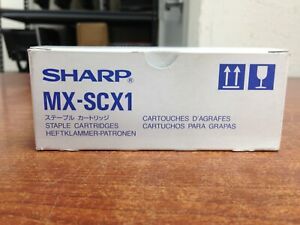 SHARP®
MX-SCX1
ステープル カートリッジ
STAPLE CARTRIDGES
HEFTKLAMMER-PATRONEN
CARTOUCHES D'AGRAFES
CARTUCHOS PARA GRAPAS